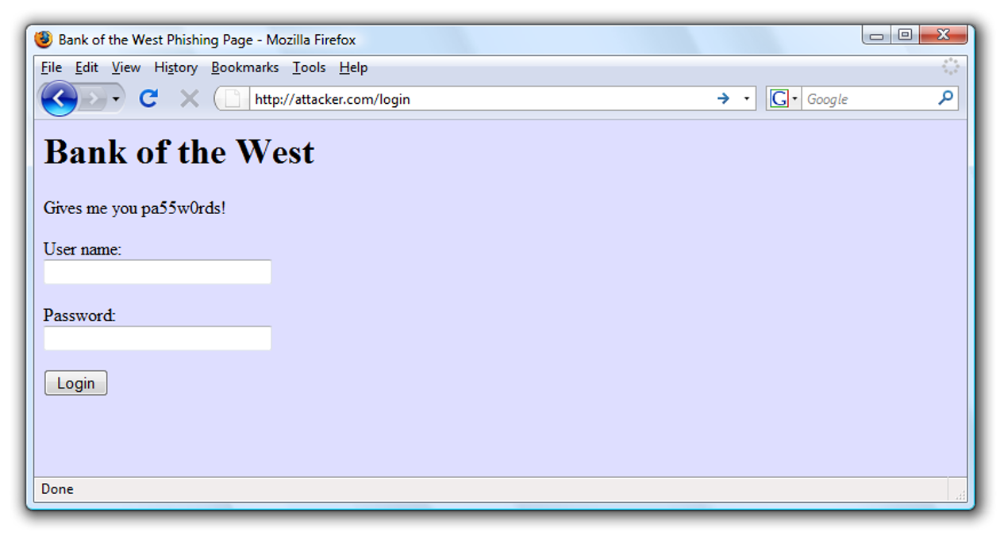 Bank of the West Phishing Page - Mozilla Firefox
File Edit View History Bookmarks Tools Help
http://attacker.com/login G Google
Bank of the West
Gives me you pa55w0rds!
User name:
Password:
Login
Done